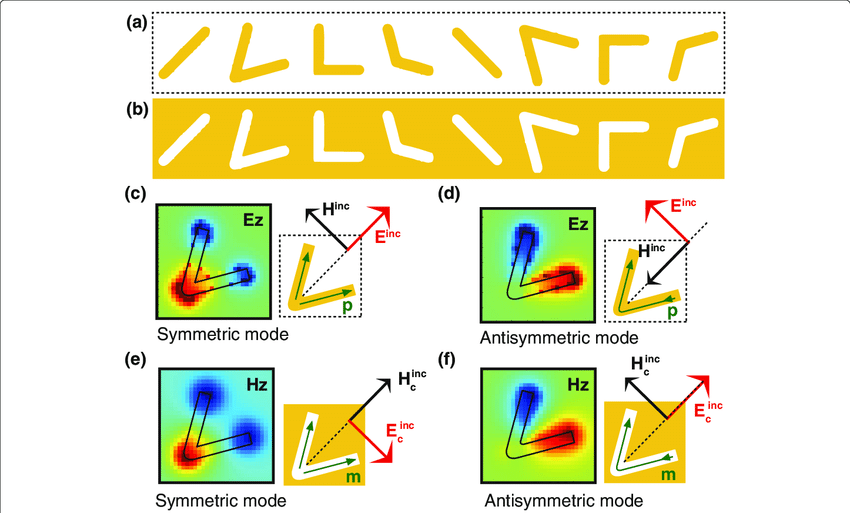 (a)
(b)
(c)
Ez
H^inc
E^inc
p
Symmetric mode
(d)
Ez
E^inc
H^inc
p
Antisymmetric mode
(e)
Hz
H_c^inc
E_c^inc
m
Symmetric mode
(f)
Hz
H_c^inc
E_c^inc
m
Antisymmetric mode